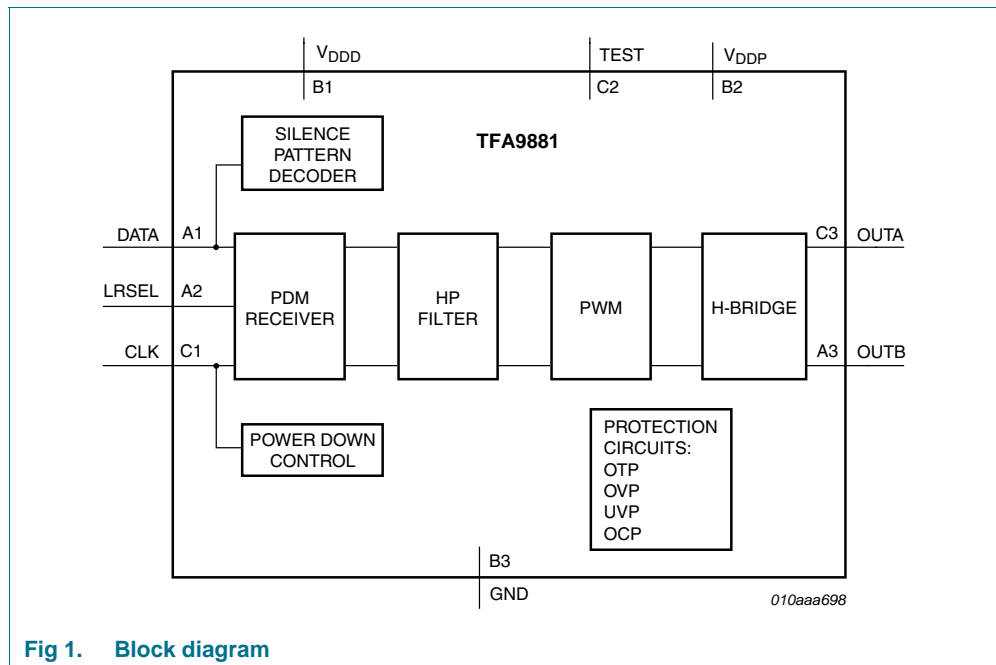 VDDD
TEST
VDDP
B1
C2
B2
TFA9881
SILENCE
PATTERN
DECODER
DATA
A1
LRSEL
A2
CLK
C1
PDM
RECEIVER
HP
FILTER
PWM
H-BRIDGE
C3
OUTA
A3
OUTB
POWER DOWN
CONTROL
PROTECTION
CIRCUITS:
OTP
OVP
UVP
OCP
B3
GND
010aaa698
Fig 1. Block diagram